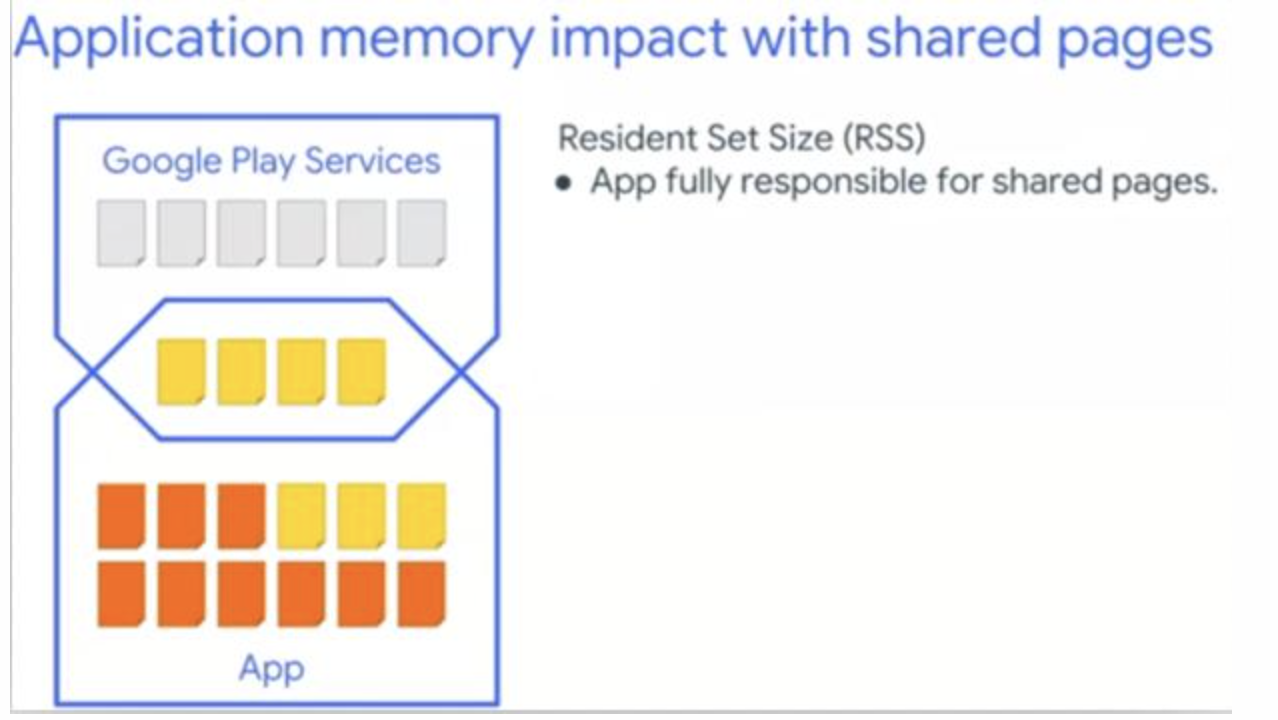 Application memory impact with shared pages
Google Play Services
Resident Set Size (RSS)
● App fully responsible for shared pages.
App